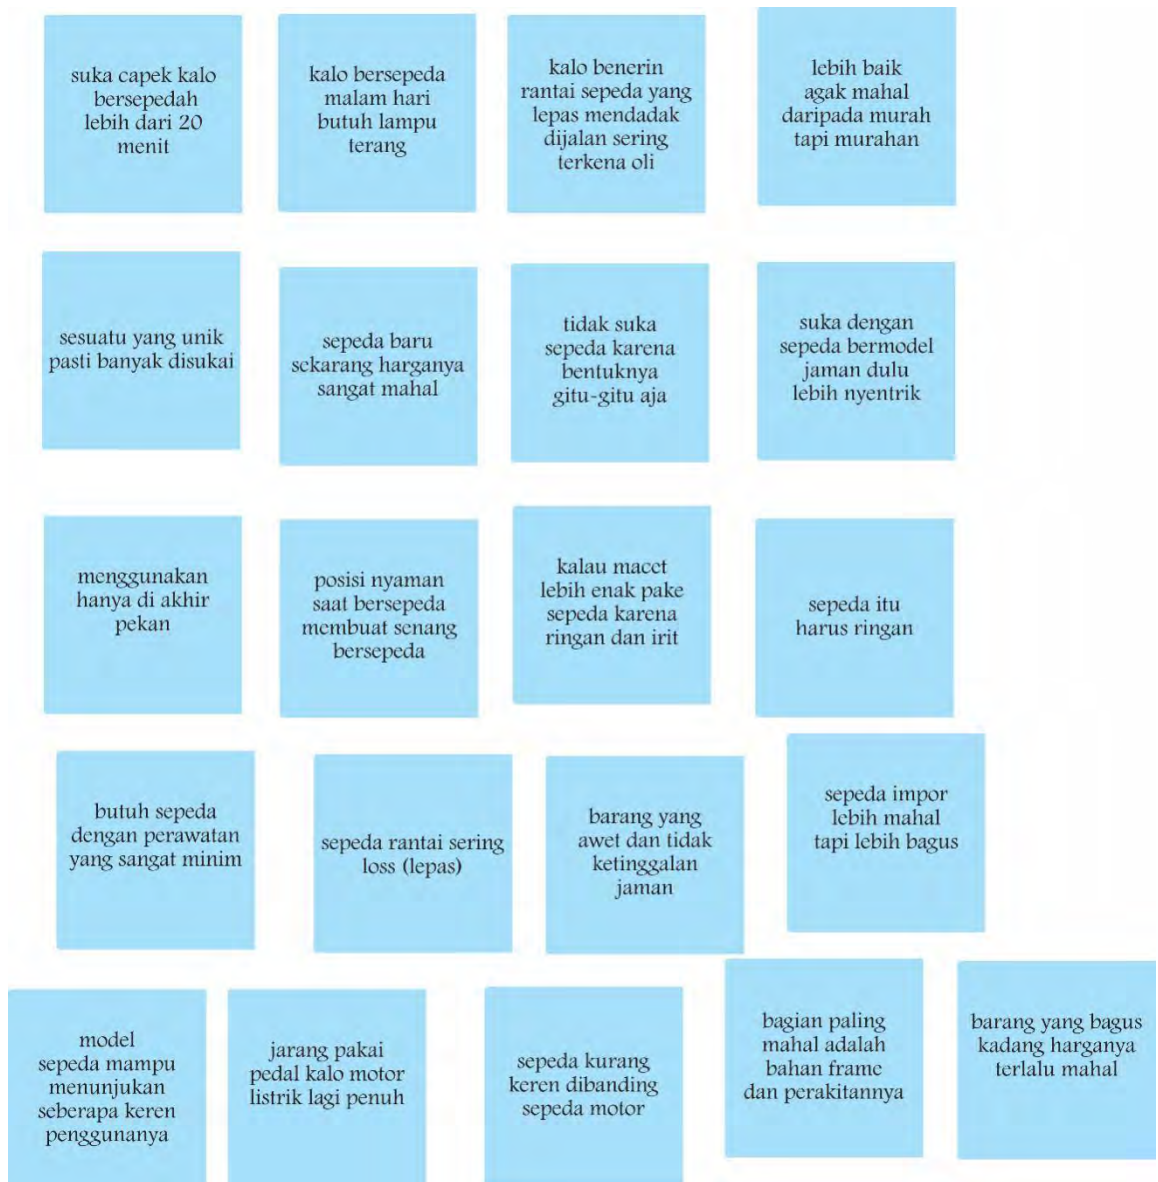 suka capek kalo
bersepedah
lebih dari 20
menit
kalo bersepeda
malam hari
butuh lampu
terang
kalo benerin
rantai sepeda yang
lepas mendadak
dijalan sering
terkena oli
lebih baik
agak mahal
daripada murah
tapi murahan
sesuatu yang unik
pasti banyak disukai
sepeda baru
sekarang harganya
sangat mahal
tidak suka
sepeda karena
bentuknya
gitu-gitu aja
suka dengan
sepeda bermodel
jaman dulu
lebih nyentrik
menggunakan
hanya di akhir
pekan
posisi nyaman
saat bersepeda
membuat senang
bersepeda
kalau macet
lebih enak pake
sepeda karena
ringan dan irit
sepeda itu
harus ringan
butuh sepeda
dengan perawatan
yang sangat minim
sepeda rantai sering
loss (lepas)
barang yang
awet dan tidak
ketinggalan
jaman
sepeda impor
lebih mahal
tapi lebih bagus
model
sepeda mampu
menunjukan
seberapa keren
penggunanya
jarang pakai
pedal kalo motor
listrik lagi penuh
sepeda kurang
keren dibanding
sepeda motor
bagian paling
mahal adalah
bahan frame
dan perakitannya
barang yang bagus
kadang harganya
terlalu mahal